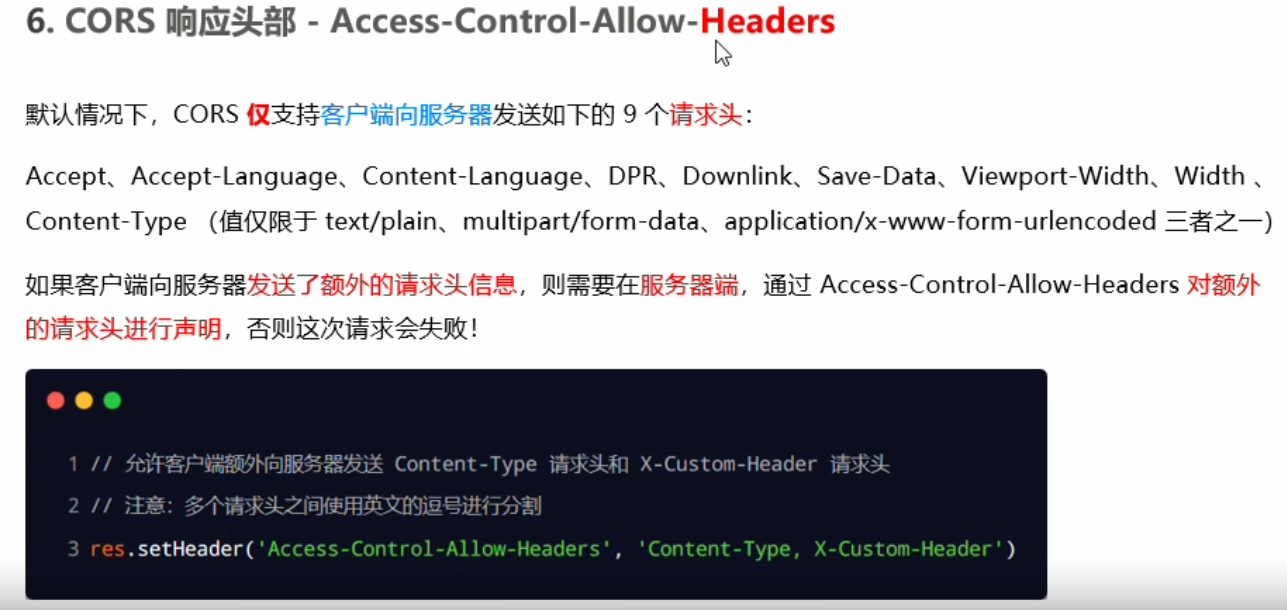 6. CORS 响应头部 - Access-Control-Allow-Headers
默认情况下，CORS 仅支持客户端向服务器发送如下的 9 个请求头：
Accept、Accept-Language、Content-Language、DPR、Downlink、Save-Data、Viewport-Width、Width 、
Content-Type （值仅限于 text/plain、multipart/form-data、application/x-www-form-urlencoded 三者之一）
如果客户端向服务器发送了额外的请求头信息，则需要在服务器端，通过 Access-Control-Allow-Headers 对额外
的请求头进行声明，否则这次请求会失败！
1 // 允许客户端额外向服务器发送 Content-Type 请求头和 X-Custom-Header 请求头
2 // 注意：多个请求头之间使用英文的逗号进行分割
3 res.setHeader('Access-Control-Allow-Headers', 'Content-Type, X-Custom-Header')